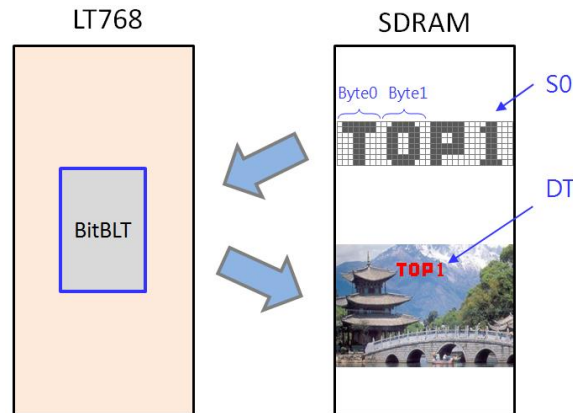 LT768
SDRAM
Byte0 Byte1
S0
TOP1
DT
BitBLT
TOP1